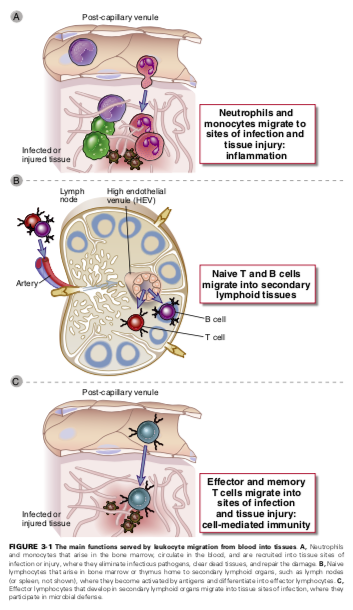 A
Post-capillary venule
Neutrophils and
monocytes migrate to
sites of infection and
tissue injury:
inflammation
Infected or
injured tissue
B
Lymph
node
High endothelial
venule (HEV)
Artery
Naive T and B cells
migrate into secondary
lymphoid tissues
B cell
T cell
C
Post-capillary venule
Effector and memory
T cells migrate into
sites of infection
and tissue injury:
cell-mediated immunity
Infected or
injured tissue
FIGURE 3-1 The main functions served by leukocyte migration from blood into tissues A, Neutrophils
and monocytes that arise in the bone marrow, circulate in the blood, and are recruited into tissue sites of
infection or injury, where they eliminate infectious pathogens, clear dead tissues, and repair the damage. B, Naive
lymphocytes that arise in bone marrow or thymus home to secondary lymphoid organs, such as lymph nodes
(or spleen, not shown), where they become activated by antigens and differentiate into effector lymphocytes. C,
Effector lymphocytes that develop in secondary lymphoid organs migrate into tissue sites of infection, where they
participate in microbial defense.